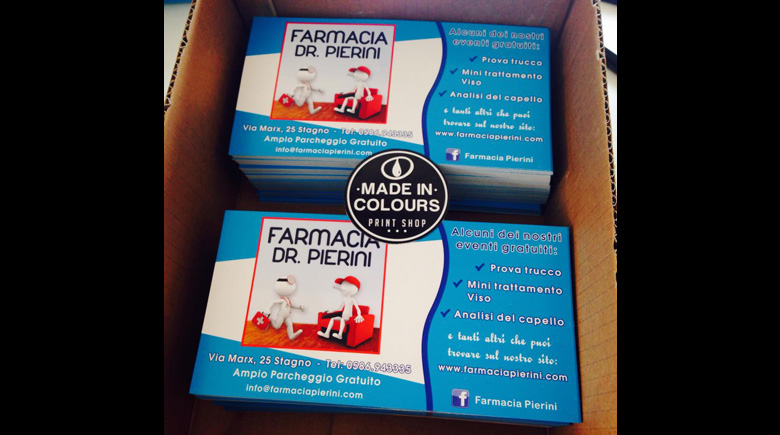 FARMACIA
DR. PIERINI
Via Marx, 25 Stagno - Tel: 0586.943335
Ampio Parcheggio Gratuito
info@farmaciapierini.com
Alcuni dei nostri
eventi gratuiti:
Prova trucco
Mini trattamento
Viso
Analisi del capello
e tanti altri che puoi
trovare sul nostro sito:
www.farmaciapierini.com
f Farmacia Pierini
MADE IN
COLOURS
PRINT SHOP
FARMACIA
DR. PIERINI
Via Marx, 25 Stagno - Tel: 0586.943335
Ampio Parcheggio Gratuito
info@farmaciapierini.com
Alcuni dei nostri
eventi gratuiti:
Prova trucco
Mini trattamento
Viso
Analisi del capello
e tanti altri che puoi
trovare sul nostro sito:
www.farmaciapierini.com
f Farmacia Pierini